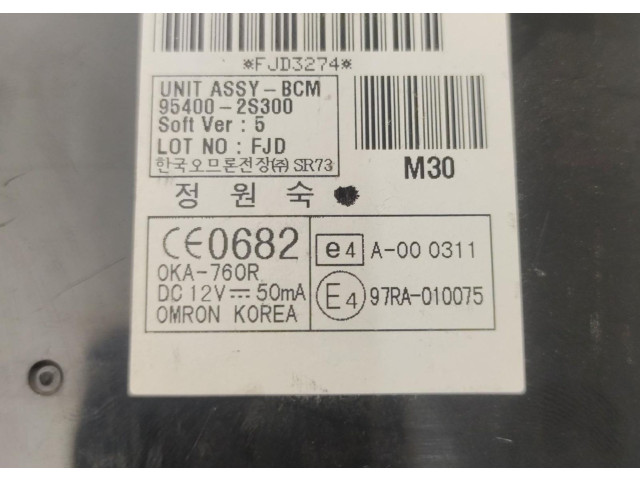 *FJD3274*
UNIT ASSY-BCM
95400-2S300
Soft Ver : 5
LOT NO : FJD
한국오므론전장(주) SR73
M30
정 원 숙
CE0682
OKA-760R
DC 12V⎓50mA
OMRON KOREA
e4 A-00 0311
E4 97RA-010075